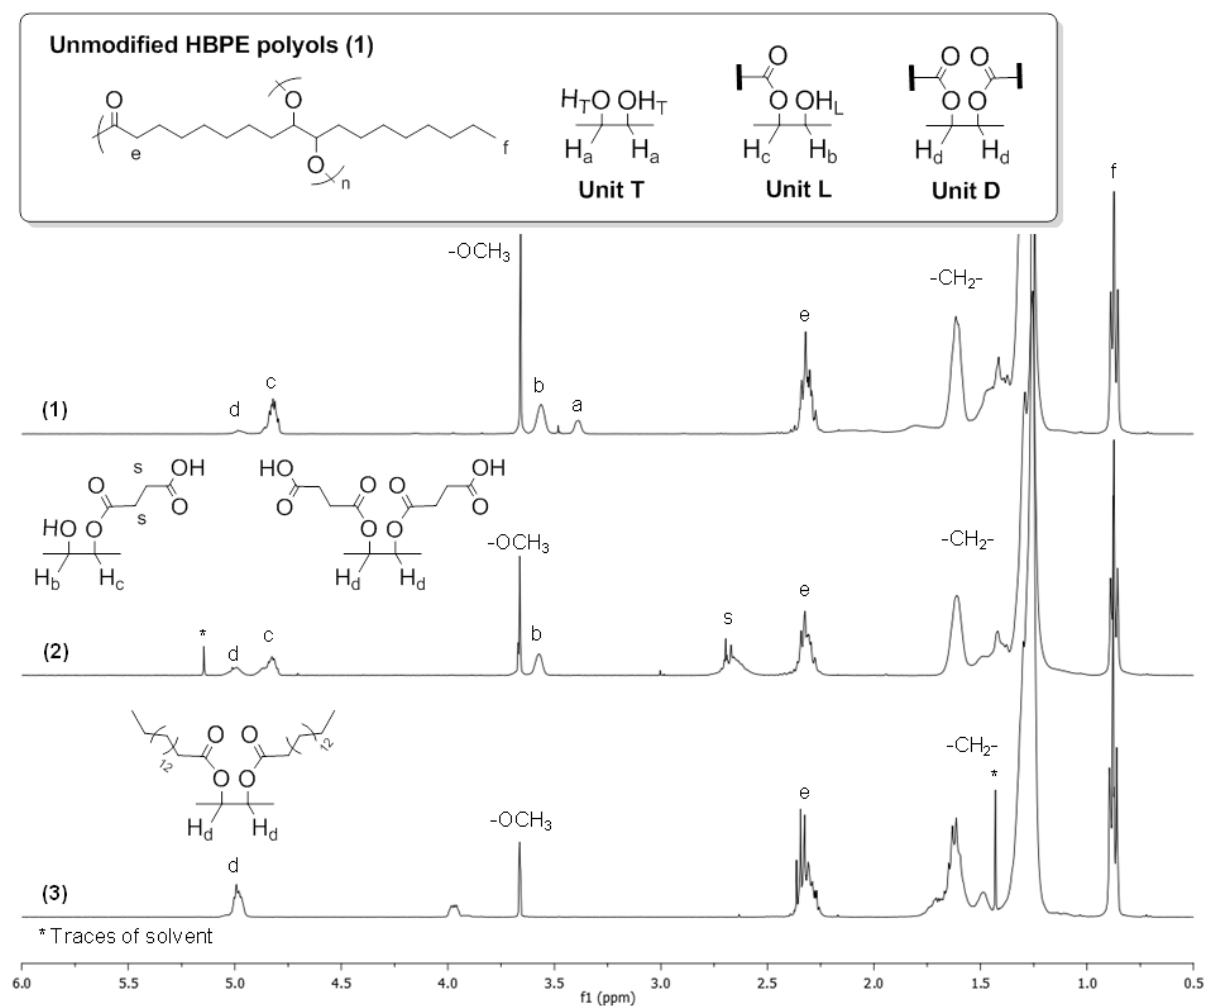 Unmodified HBPE polyols (1)
O
O
O
e
f
n
H_TO OH_T
H_a H_a
Unit T
O
O OH_L
H_c H_b
Unit L
O O
O O
H_d H_d
Unit D
f
-OCH₃
-CH₂-
e
c
b
a
d
(1)
s
OH
O
O
s
HO O
H_b H_c
HO
O
O
O
OH
O
O O
H_d H_d
-OCH₃
-CH₂-
e
s
*
c
b
d
(2)
12
O O
12
O O
H_d H_d
-CH₂-
*
-OCH₃
e
d
(3)
* Traces of solvent
6.0 5.5 5.0 4.5 4.0 3.5 3.0 2.5 2.0 1.5 1.0 0.5
f1 (ppm)